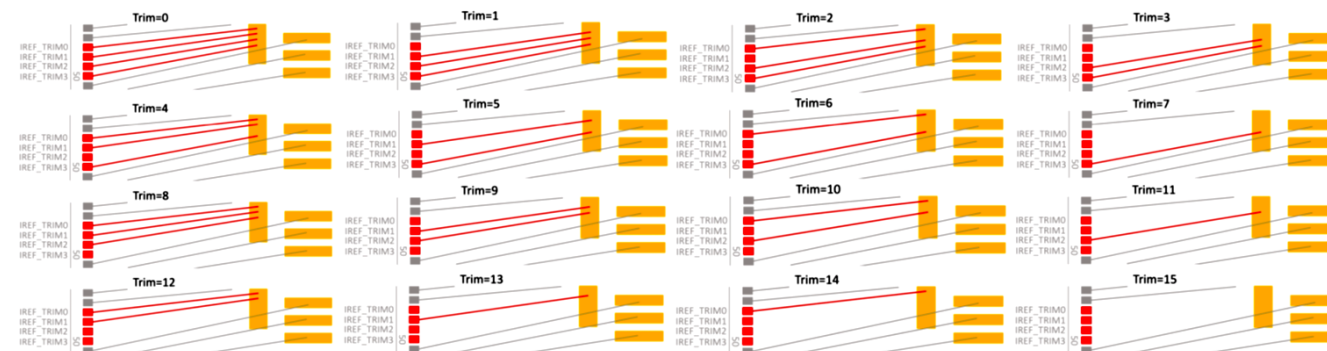 Trim=0 Trim=1 Trim=2 Trim=3
IREF_TRIM0 IREF_TRIM0 IREF_TRIM0 IREF_TRIM0
IREF_TRIM1 IREF_TRIM1 IREF_TRIM1 IREF_TRIM1
IREF_TRIM2 IREF_TRIM2 IREF_TRIM2 IREF_TRIM2
IREF_TRIM3 IREF_TRIM3 IREF_TRIM3 IREF_TRIM3
Trim=4 Trim=5 Trim=6 Trim=7
IREF_TRIM0 IREF_TRIM0 IREF_TRIM0 IREF_TRIM0
IREF_TRIM1 IREF_TRIM1 IREF_TRIM1 IREF_TRIM1
IREF_TRIM2 IREF_TRIM2 IREF_TRIM2 IREF_TRIM2
IREF_TRIM3 IREF_TRIM3 IREF_TRIM3 IREF_TRIM3
Trim=8 Trim=9 Trim=10 Trim=11
IREF_TRIM0 IREF_TRIM0 IREF_TRIM0 IREF_TRIM0
IREF_TRIM1 IREF_TRIM1 IREF_TRIM1 IREF_TRIM1
IREF_TRIM2 IREF_TRIM2 IREF_TRIM2 IREF_TRIM2
IREF_TRIM3 IREF_TRIM3 IREF_TRIM3 IREF_TRIM3
Trim=12 Trim=13 Trim=14 Trim=15
IREF_TRIM0 IREF_TRIM0 IREF_TRIM0 IREF_TRIM0
IREF_TRIM1 IREF_TRIM1 IREF_TRIM1 IREF_TRIM1
IREF_TRIM2 IREF_TRIM2 IREF_TRIM2 IREF_TRIM2
IREF_TRIM3 IREF_TRIM3 IREF_TRIM3 IREF_TRIM3